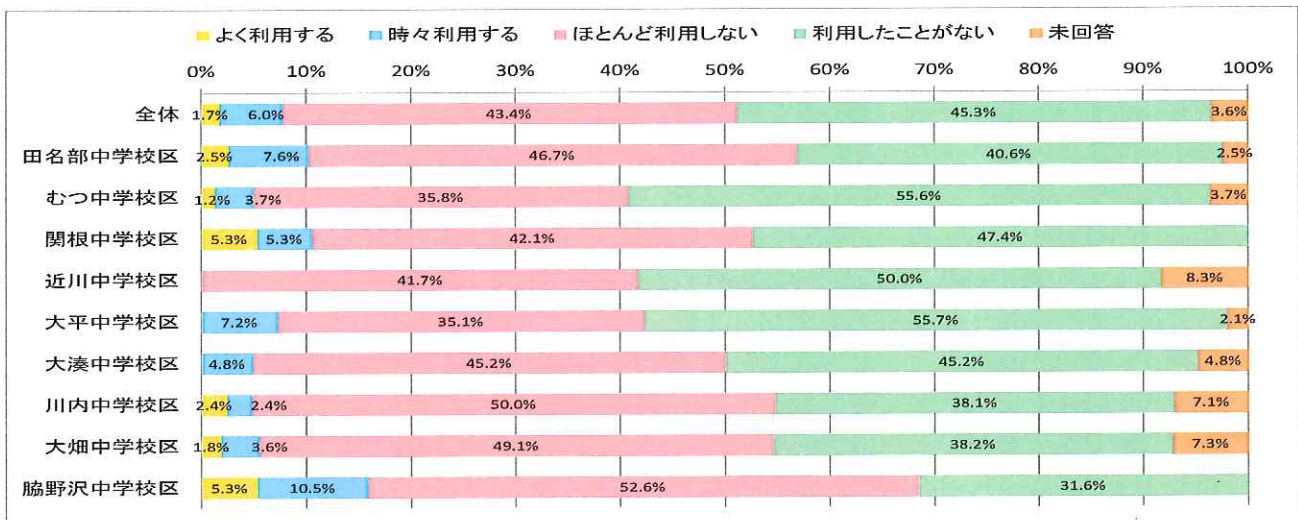 よく利用する 時々利用する ほとんど利用しない 利用したことがない 未回答
0% 10% 20% 30% 40% 50% 60% 70% 80% 90% 100%
全体 1.7% 6.0% 43.4% 45.3% 3.6%
田名部中学校区 2.5% 7.6% 46.7% 40.6% 2.5%
むつ中学校区 1.2% 3.7% 35.8% 55.6% 3.7%
関根中学校区 5.3% 5.3% 42.1% 47.4%
近川中学校区 41.7% 50.0% 8.3%
大平中学校区 7.2% 35.1% 55.7% 2.1%
大湊中学校区 4.8% 45.2% 45.2% 4.8%
川内中学校区 2.4% 2.4% 50.0% 38.1% 7.1%
大畑中学校区 1.8% 3.6% 49.1% 38.2% 7.3%
脇野沢中学校区 5.3% 10.5% 52.6% 31.6%